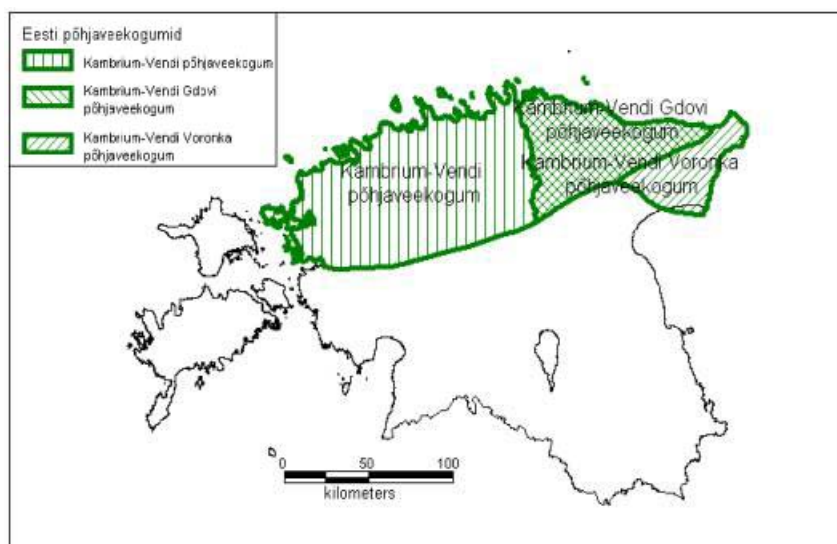 Eesti põhjaveekogumid
Kambrium-Vendi põhjaveekogum
Kambrium-Vendi Gdovi
põhjaveekogum
Kambrium-Vendi Voronka
põhjaveekogum
Kambrium-Vendi Gdovi
põhjaveekogum
Kambrium-Vendi
põhjaveekogum
Kambrium-Vendi Voronka
põhjaveekogum
0 50 100
kilometers